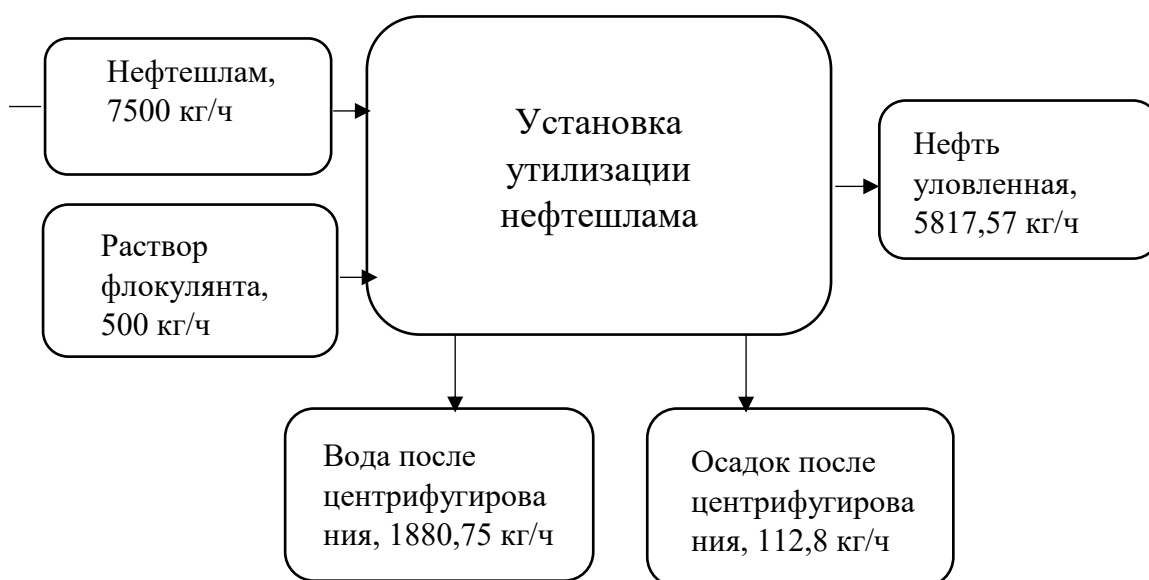 Нефтешлам,
7500 кг/ч
Раствор
флокулянта,
500 кг/ч
Установка
утилизации
нефтешлама
Нефть
уловленная,
5817,57 кг/ч
Вода после
центрифугирова
ния, 1880,75 кг/ч
Осадок после
центрифугирова
ния, 112,8 кг/ч